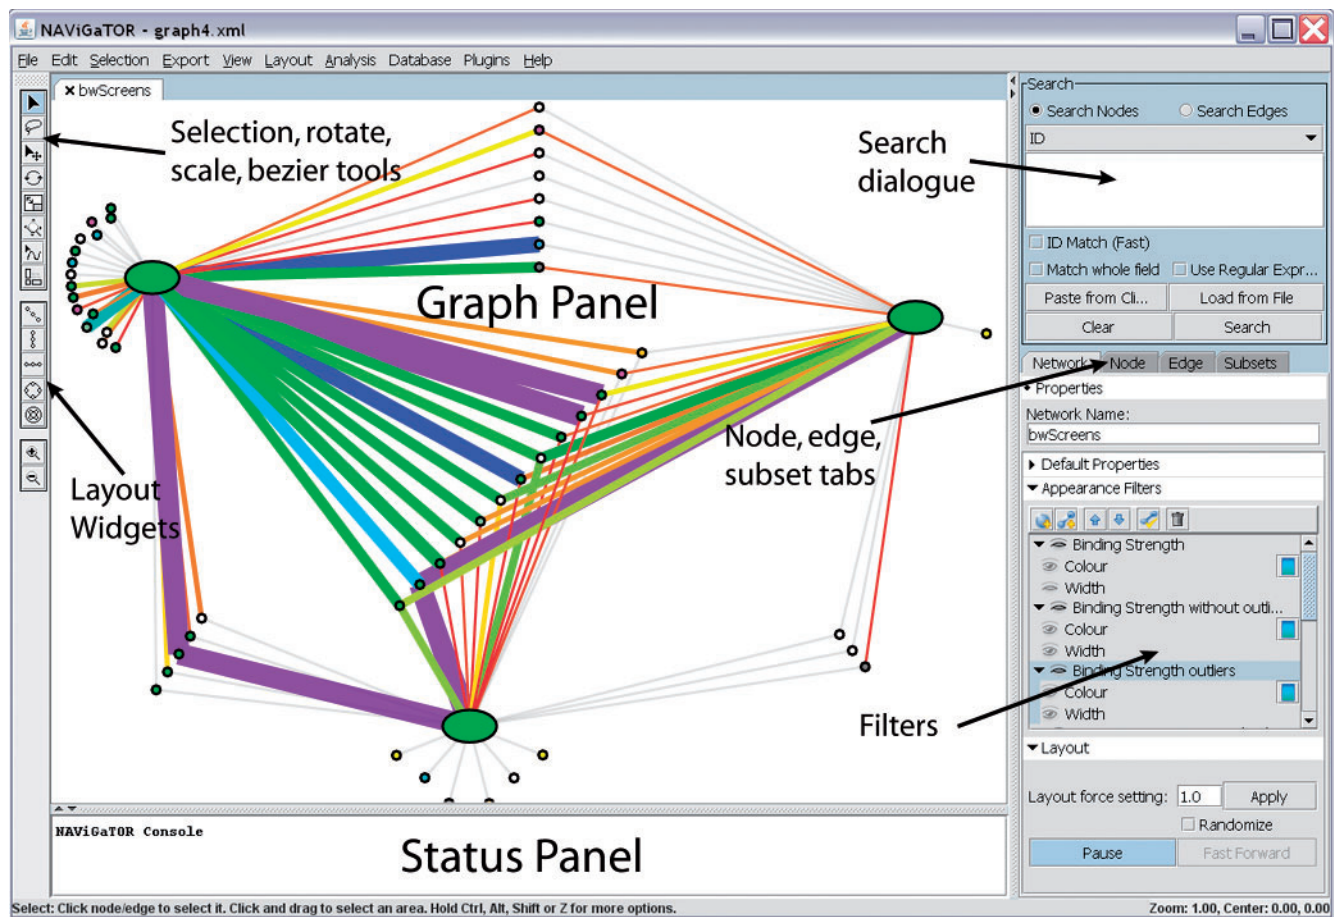 NAViGaTOR - graph4.xml
File Edit Selection Export View Layout Analysis Database Plugins Help
× bwScreens
Selection, rotate,
scale, bezier tools
Graph Panel
Layout
Widgets
Search
dialogue
Node, edge,
subset tabs
Filters
Search
Search Nodes Search Edges
ID
ID Match (Fast)
Match whole field Use Regular Expr...
Paste from Cli... Load from File
Clear Search
Network Node Edge Subsets
Properties
Network Name:
bwScreens
Default Properties
Appearance Filters
Binding Strength
Colour
Width
Binding Strength without outli...
Colour
Width
Binding Strength outliers
Colour
Width
Layout
Layout force setting: 1.0 Apply
Randomize
Pause Fast Forward
NAViGaTOR Console
Status Panel
Select: Click node/edge to select it. Click and drag to select an area. Hold Ctrl, Alt, Shift or Z for more options.
Zoom: 1.00, Center: 0.00, 0.00